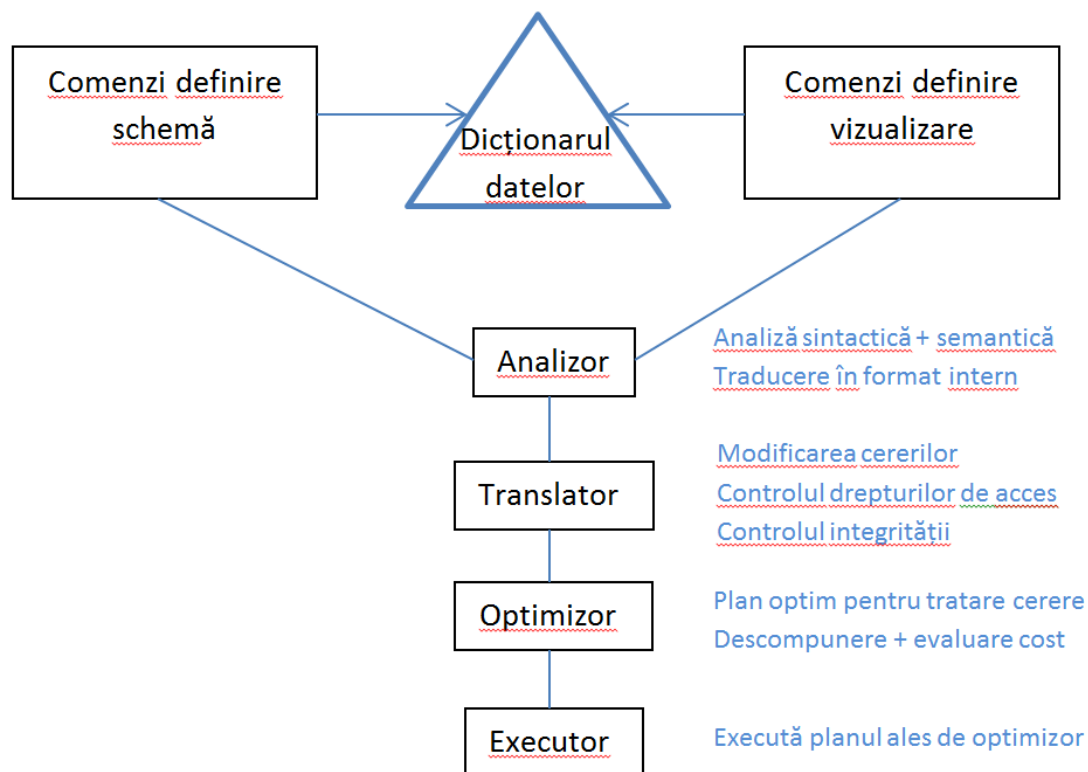 Comenzi definire
schemă
Dicționarul
datelor
Comenzi definire
vizualizare
Analizor
Analiză sintactică + semantică
Traducere în format intern
Translator
Modificarea cererilor
Controlul drepturilor de acces
Controlul integrității
Optimizor
Plan optim pentru tratare cerere
Descompunere + evaluare cost
Executor
Execută planul ales de optimizor